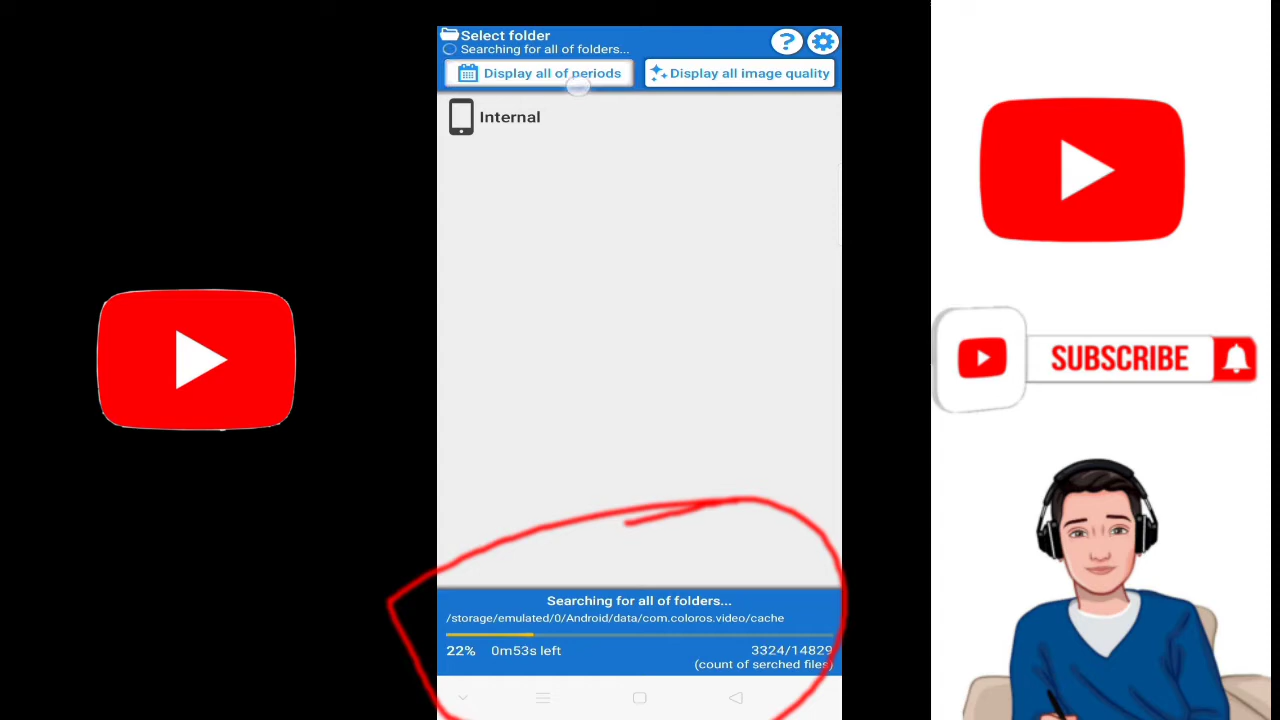 Select folder
Searching for all of folders...
Display all of periods
Display all image quality
Internal
SUBSCRIBE
Searching for all of folders...
/storage/emulated/0/Android/data/com.coloros.video/cache
22% 0m53s left 3324/14829
(count of serched files)